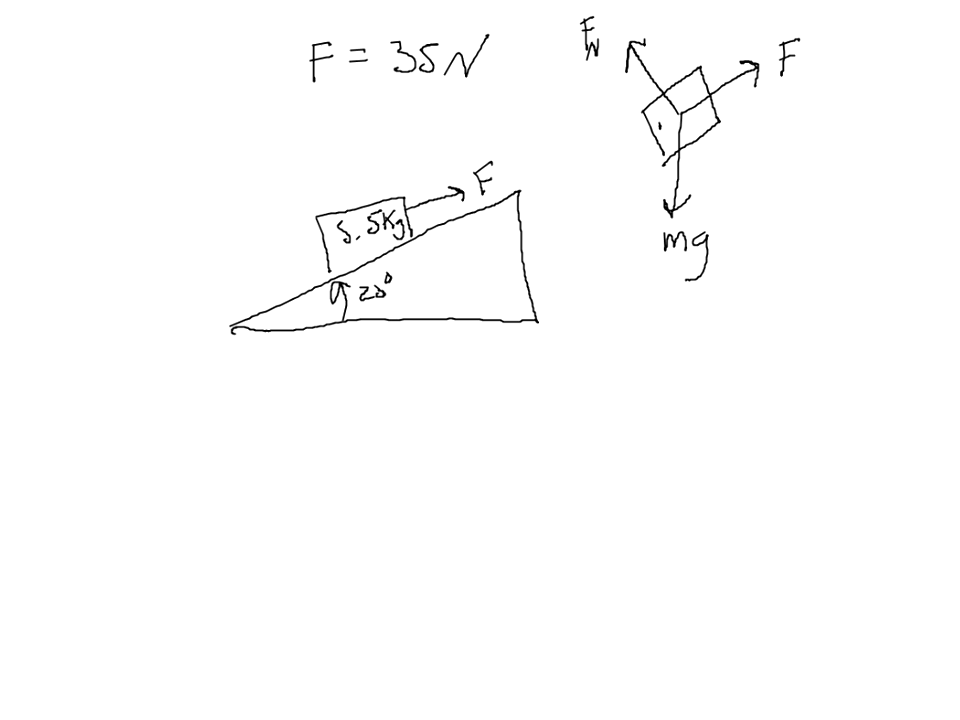 F = 35N
F_N
F
F
5.5Kg
20°
mg